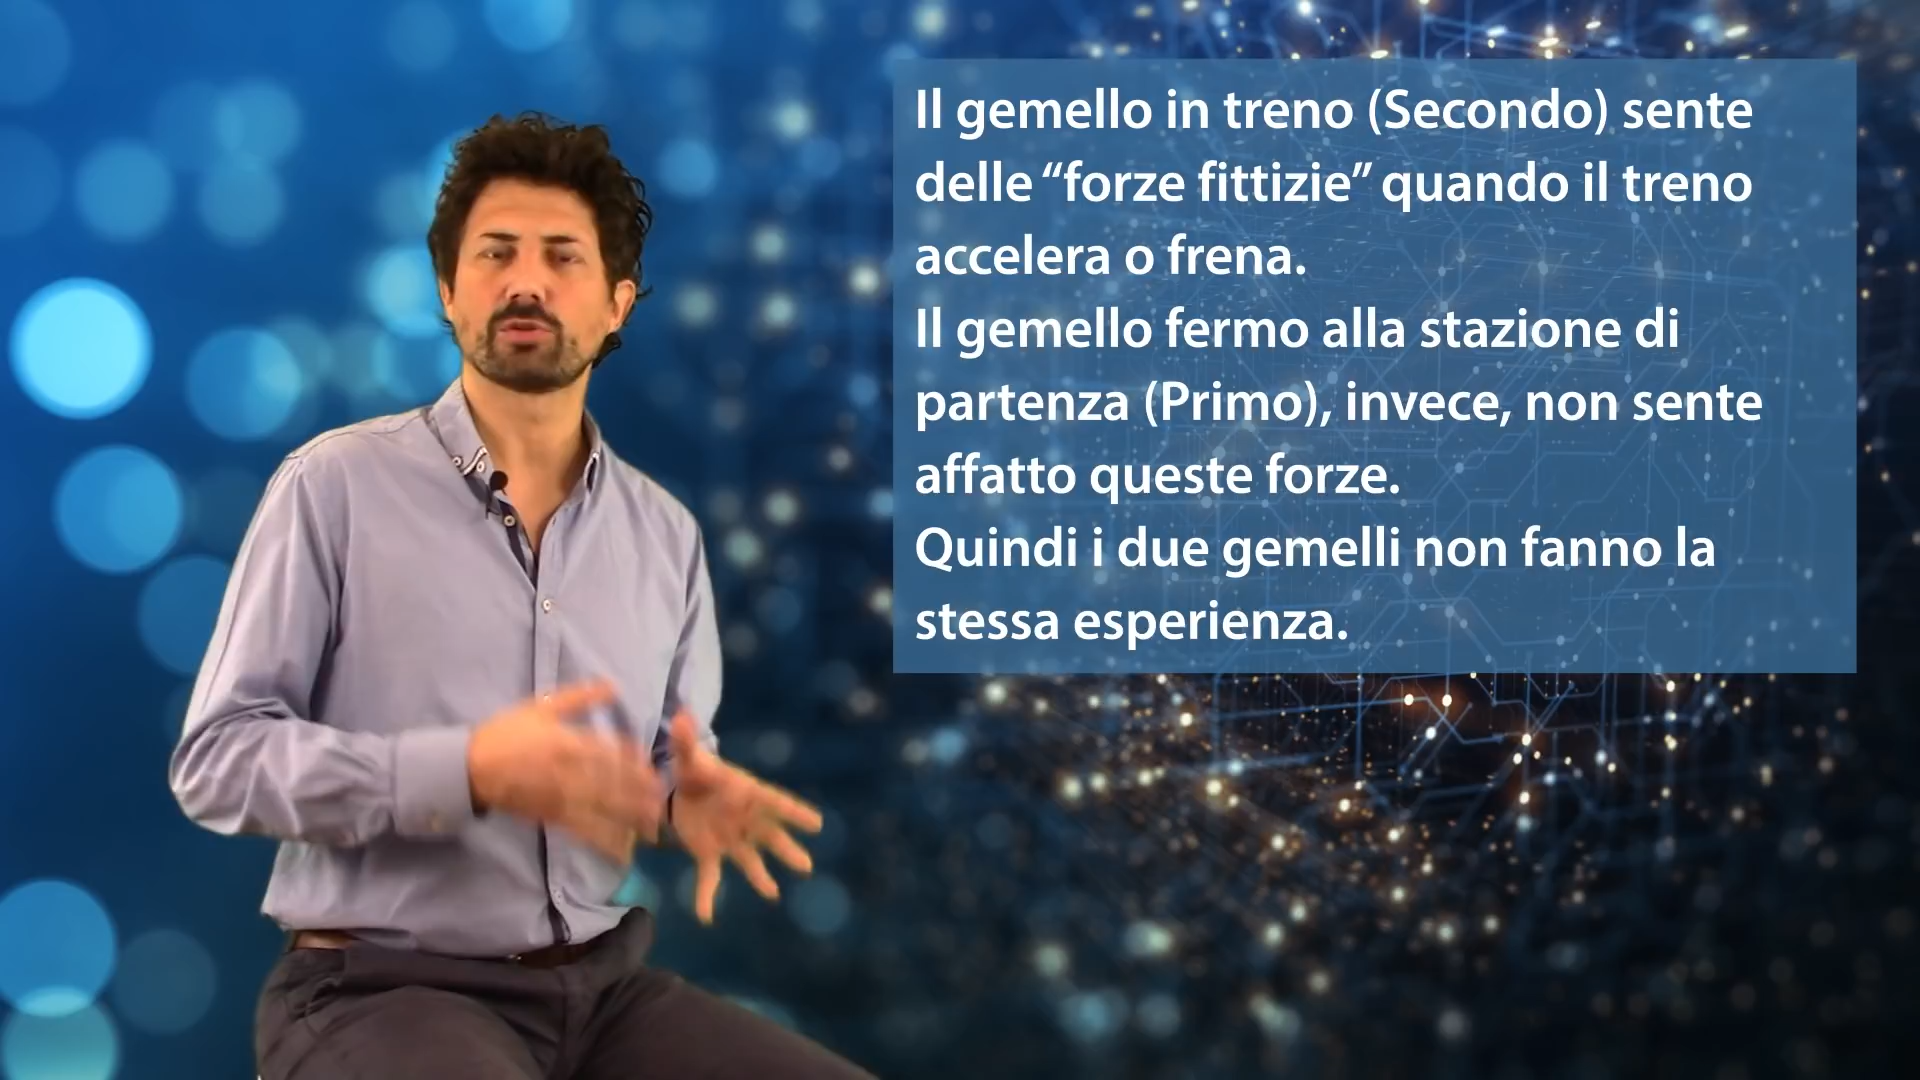 Il gemello in treno (Secondo) sente
delle “forze fittizie” quando il treno
accelera o frena.
Il gemello fermo alla stazione di
partenza (Primo), invece, non sente
affatto queste forze.
Quindi i due gemelli non fanno la
stessa esperienza.